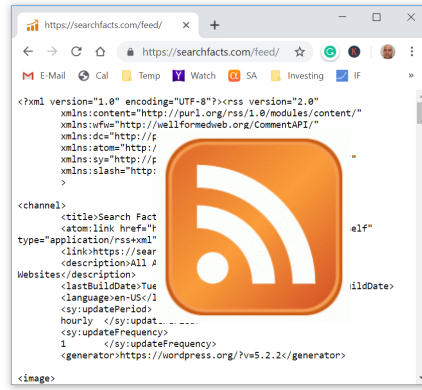 https://searchfacts.com/feed/
https://searchfacts.com/feed/
E-Mail Cal Temp Watch SA Investing IF »
<?xml version="1.0" encoding="UTF-8"?><rss version="2.0"
xmlns:content="http://purl.org/rss/1.0/modules/content/"
xmlns:wfw="http://wellformedweb.org/CommentAPI/"
xmlns:dc="http://p
xmlns:atom="http:/
xmlns:sy="http://p "
xmlns:slash="http:
>
<channel>
<title>Search Fact
<atom:link href="h elf"
type="application/rss+xml"
<link>https://sear
<description>All A
Websites</description>
<lastBuildDate>Tue ildDate>
<language>en-US</l
<sy:updatePeriod>
hourly </sy:updat
<sy:updateFrequency>
1 </sy:updateFrequency>
<generator>https://wordpress.org/?v=5.2.2</generator>
<image>